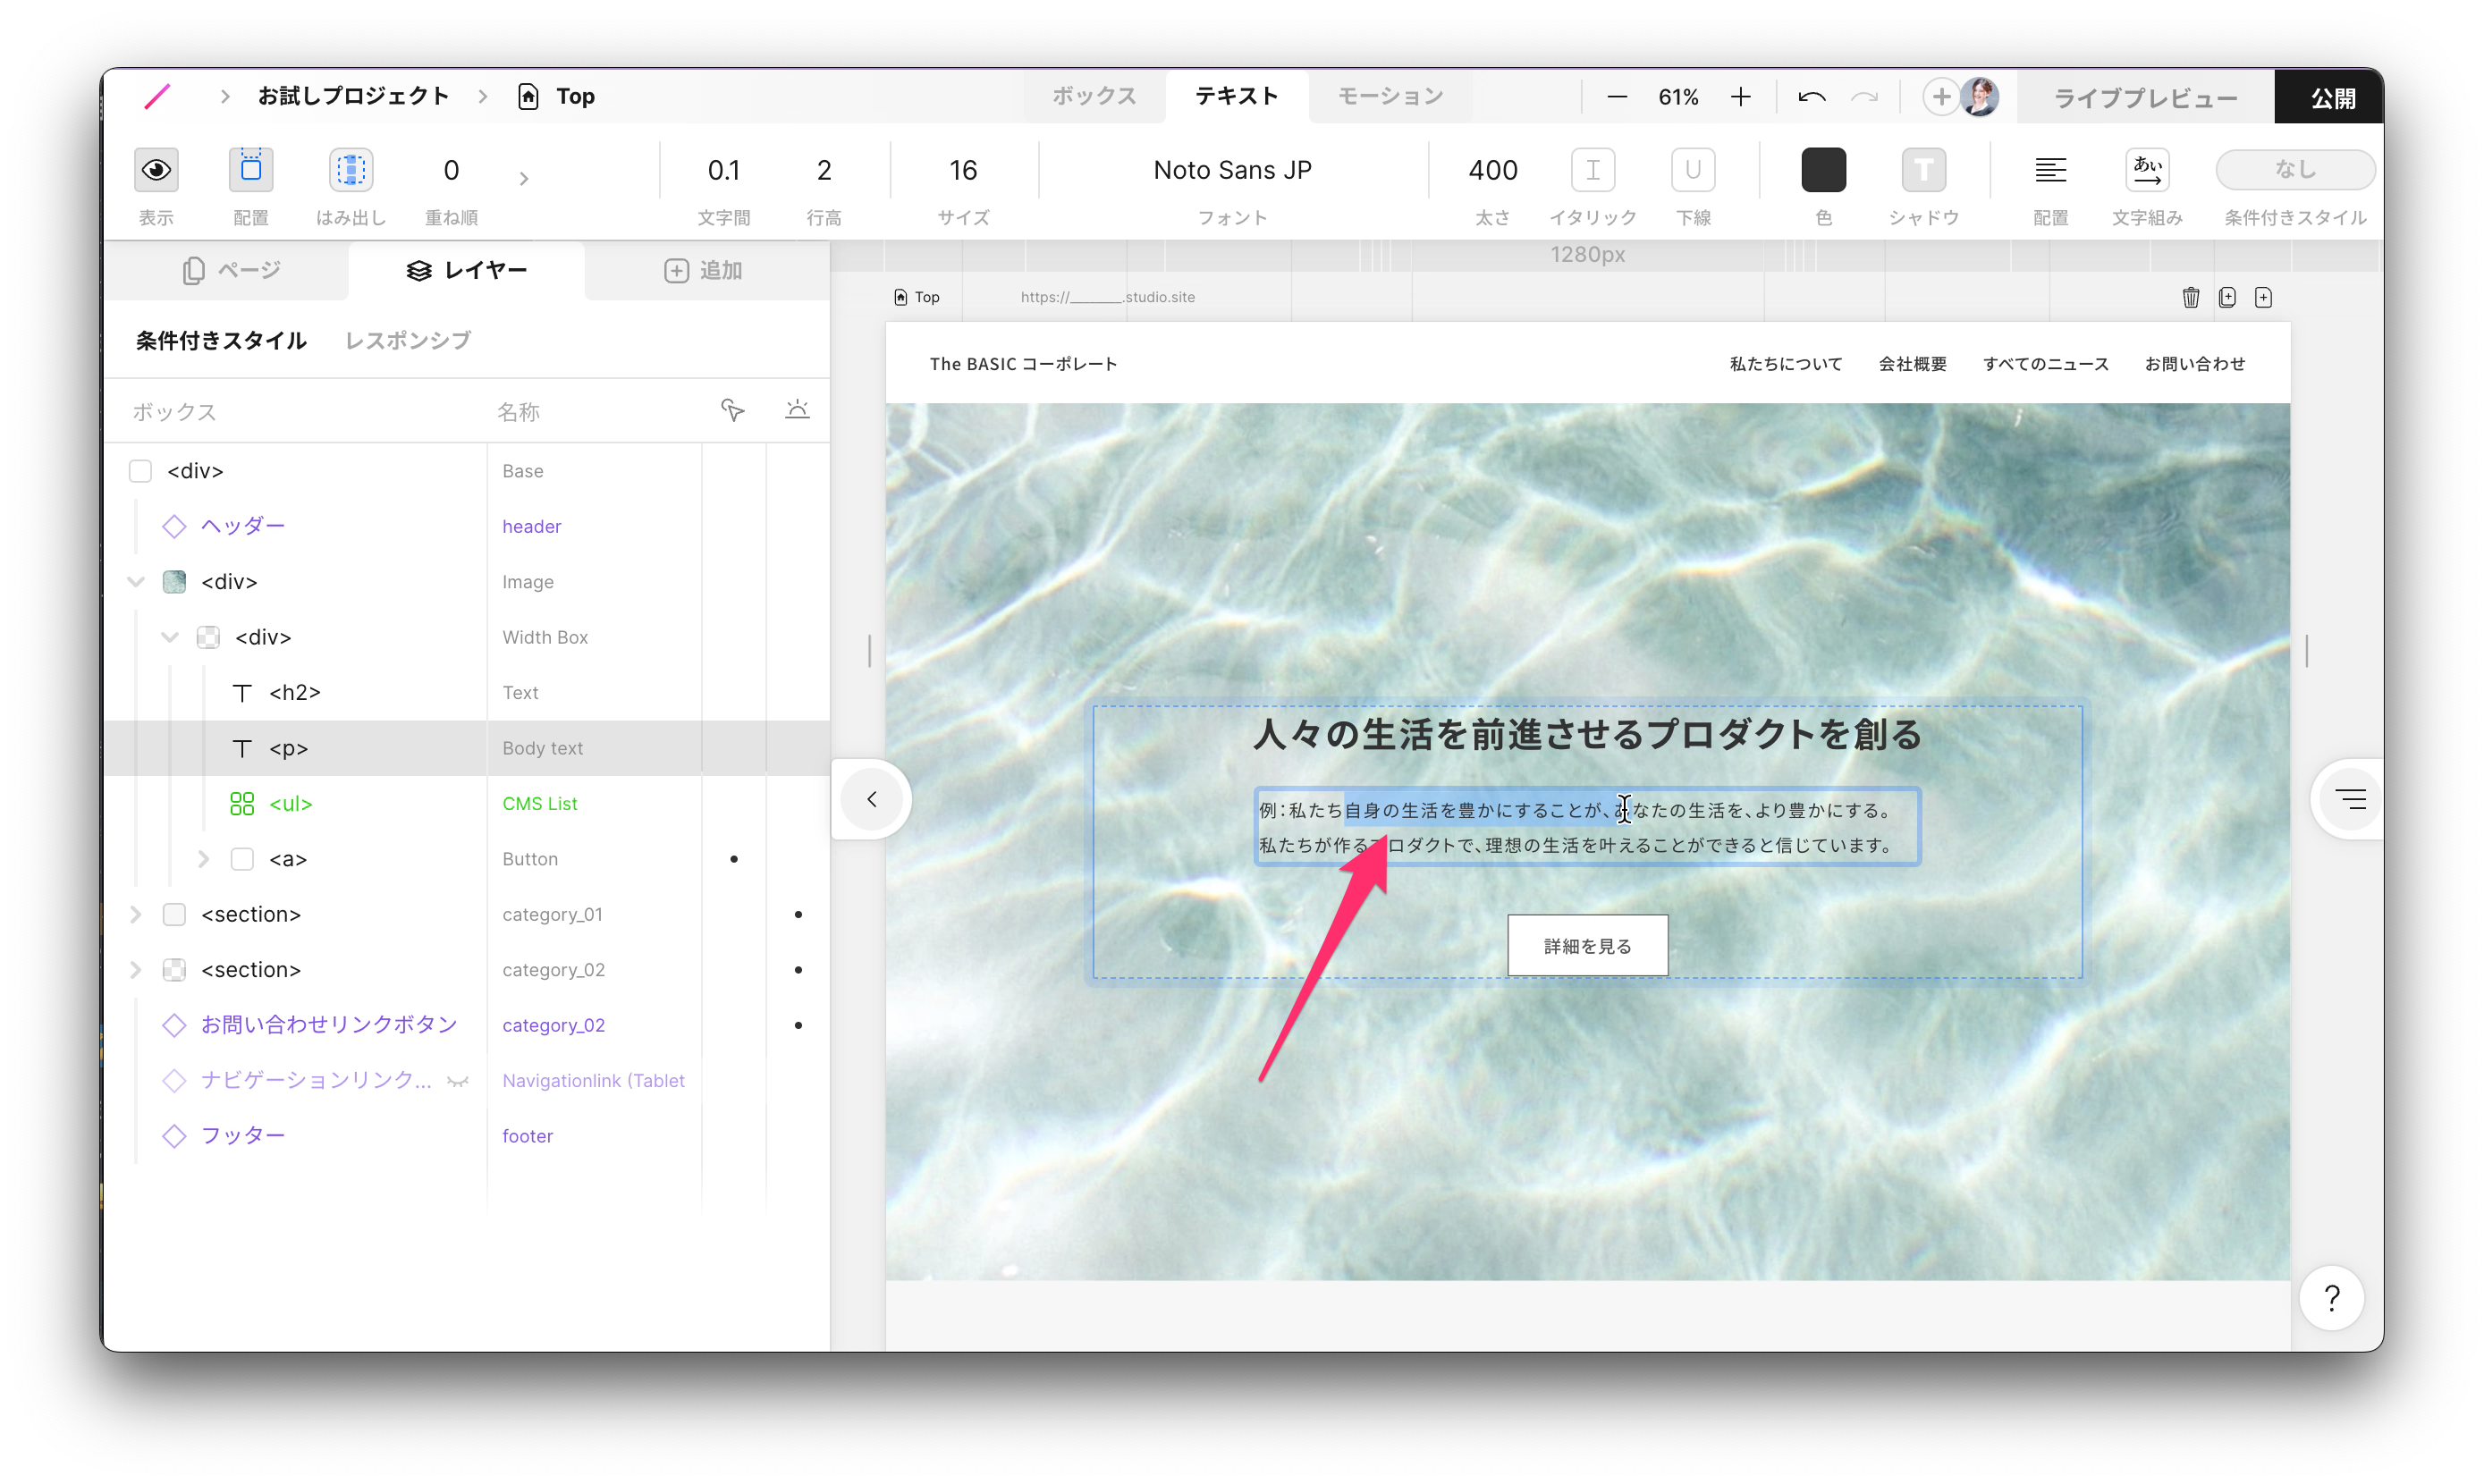 お試しプロジェクト
Top
ボックス
テキスト
モーション
61%
ライブプレビュー
公開
0
0.1
2
16
Noto Sans JP
400
I
U
T
あぃ
なし
表示
配置
はみ出し
重ね順
文字間
行高
サイズ
フォント
太さ
イタリック
下線
色
シャドウ
配置
文字組み
条件付きスタイル
ページ
レイヤー
追加
1280px
Top
https://________.studio.site
条件付きスタイル
レスポンシブ
ボックス
名称
<div>
Base
ヘッダー
header
<div>
Image
<div>
Width Box
<h2>
Text
<p>
Body text
<ul>
CMS List
<a>
Button
<section>
category_01
<section>
category_02
お問い合わせリンクボタン
category_02
ナビゲーションリンク...
Navigationlink (Tablet
フッター
footer
The BASIC コーポレート
私たちについて
会社概要
すべてのニュース
お問い合わせ
人々の生活を前進させるプロダクトを創る
例：私たち自身の生活を豊かにすることが、あなたの生活を、より豊かにする。
私たちが作るプロダクトで、理想の生活を叶えることができると信じています。
詳細を見る
?